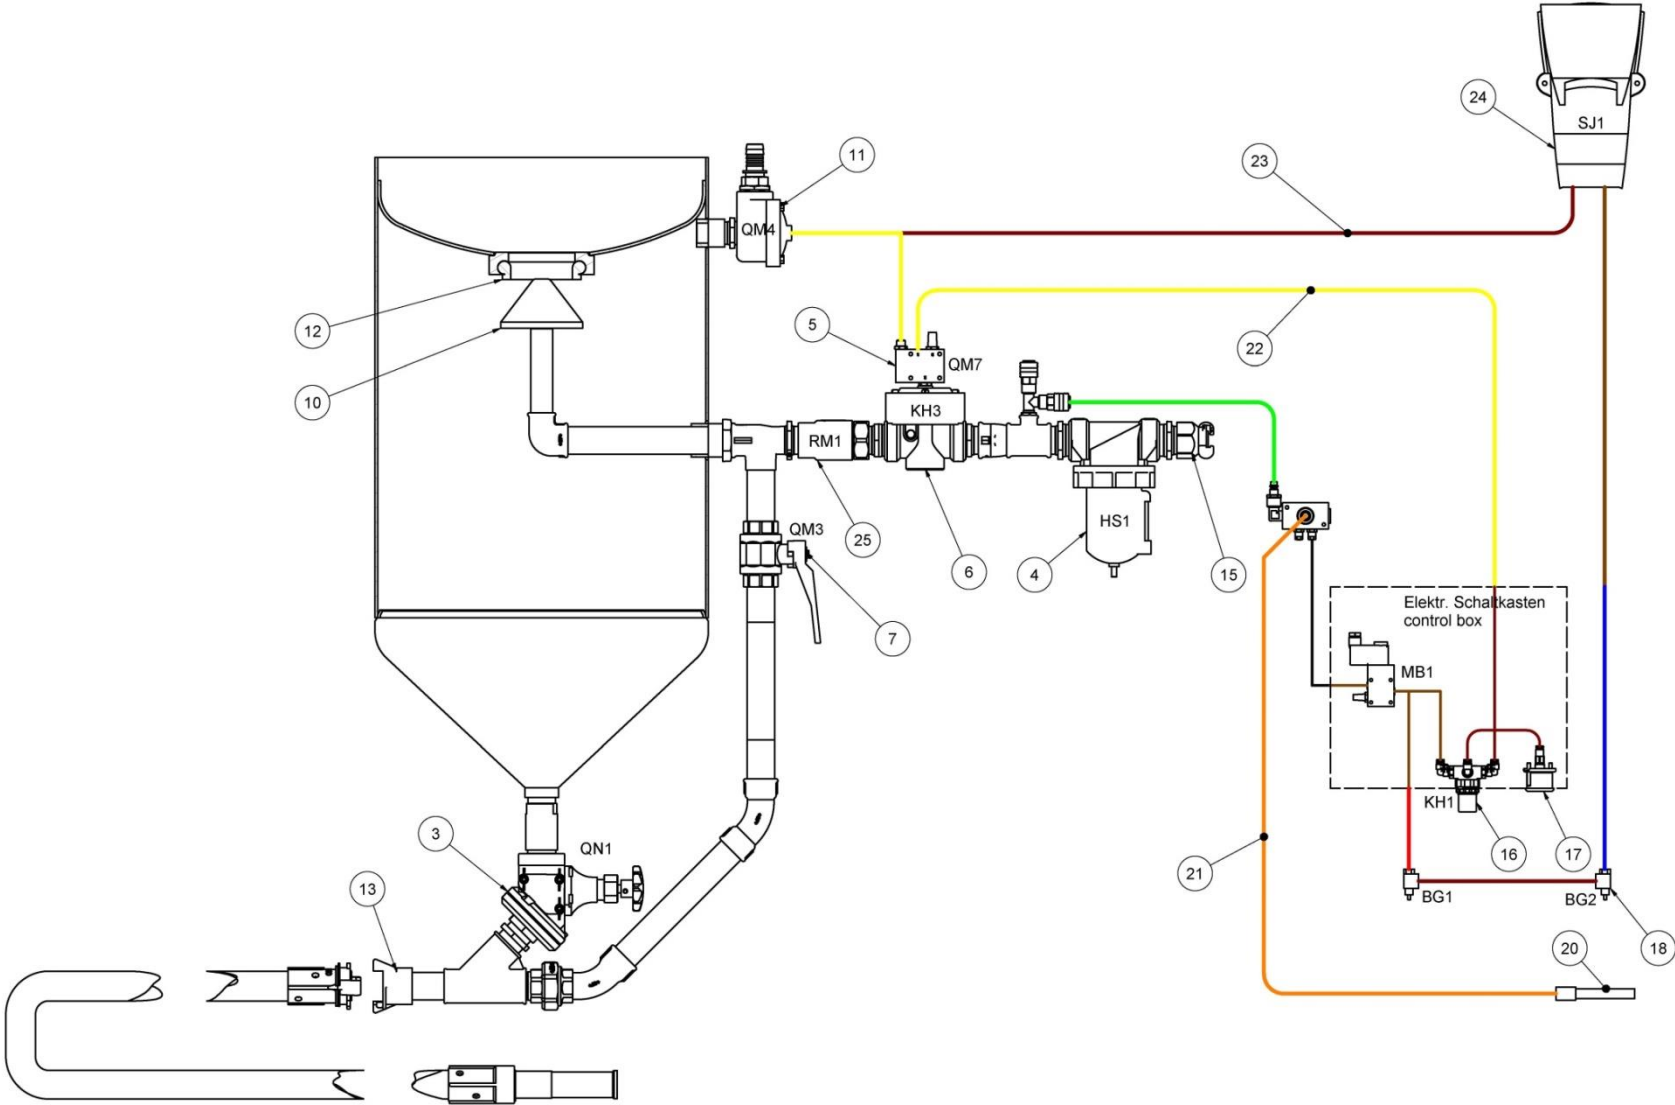 24
SJ1
11
23
QM4
12
5
22
QM7
10
KH3
RM1
HS1
QM3
25
6
4
15
7
Elektr. Schaltkasten
control box
MB1
KH1
3
QN1
16
17
21
13
BG1
BG2
18
20